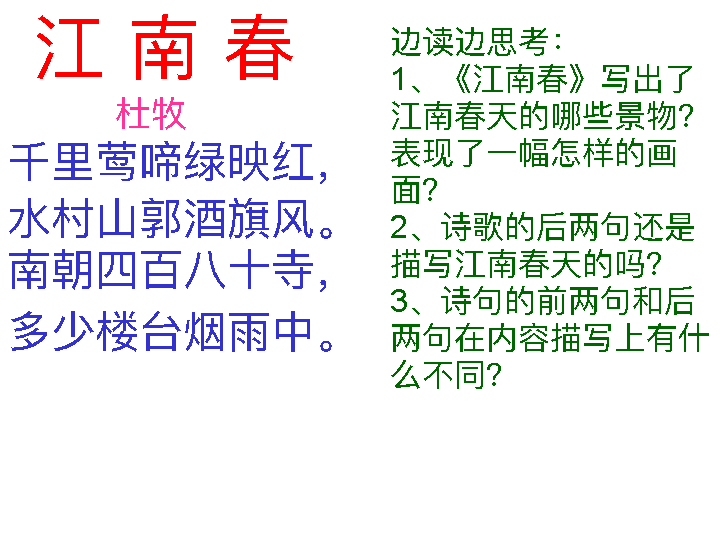 江南春
杜牧
千里莺啼绿映红，
水村山郭酒旗风。
南朝四百八十寺，
多少楼台烟雨中。
边读边思考：
1、《江南春》写出了
江南春天的哪些景物?
表现了一幅怎样的画
面?
2、诗歌的后两句还是
描写江南春天的吗?
3、诗句的前两句和后
两句在内容描写上有什
么不同?